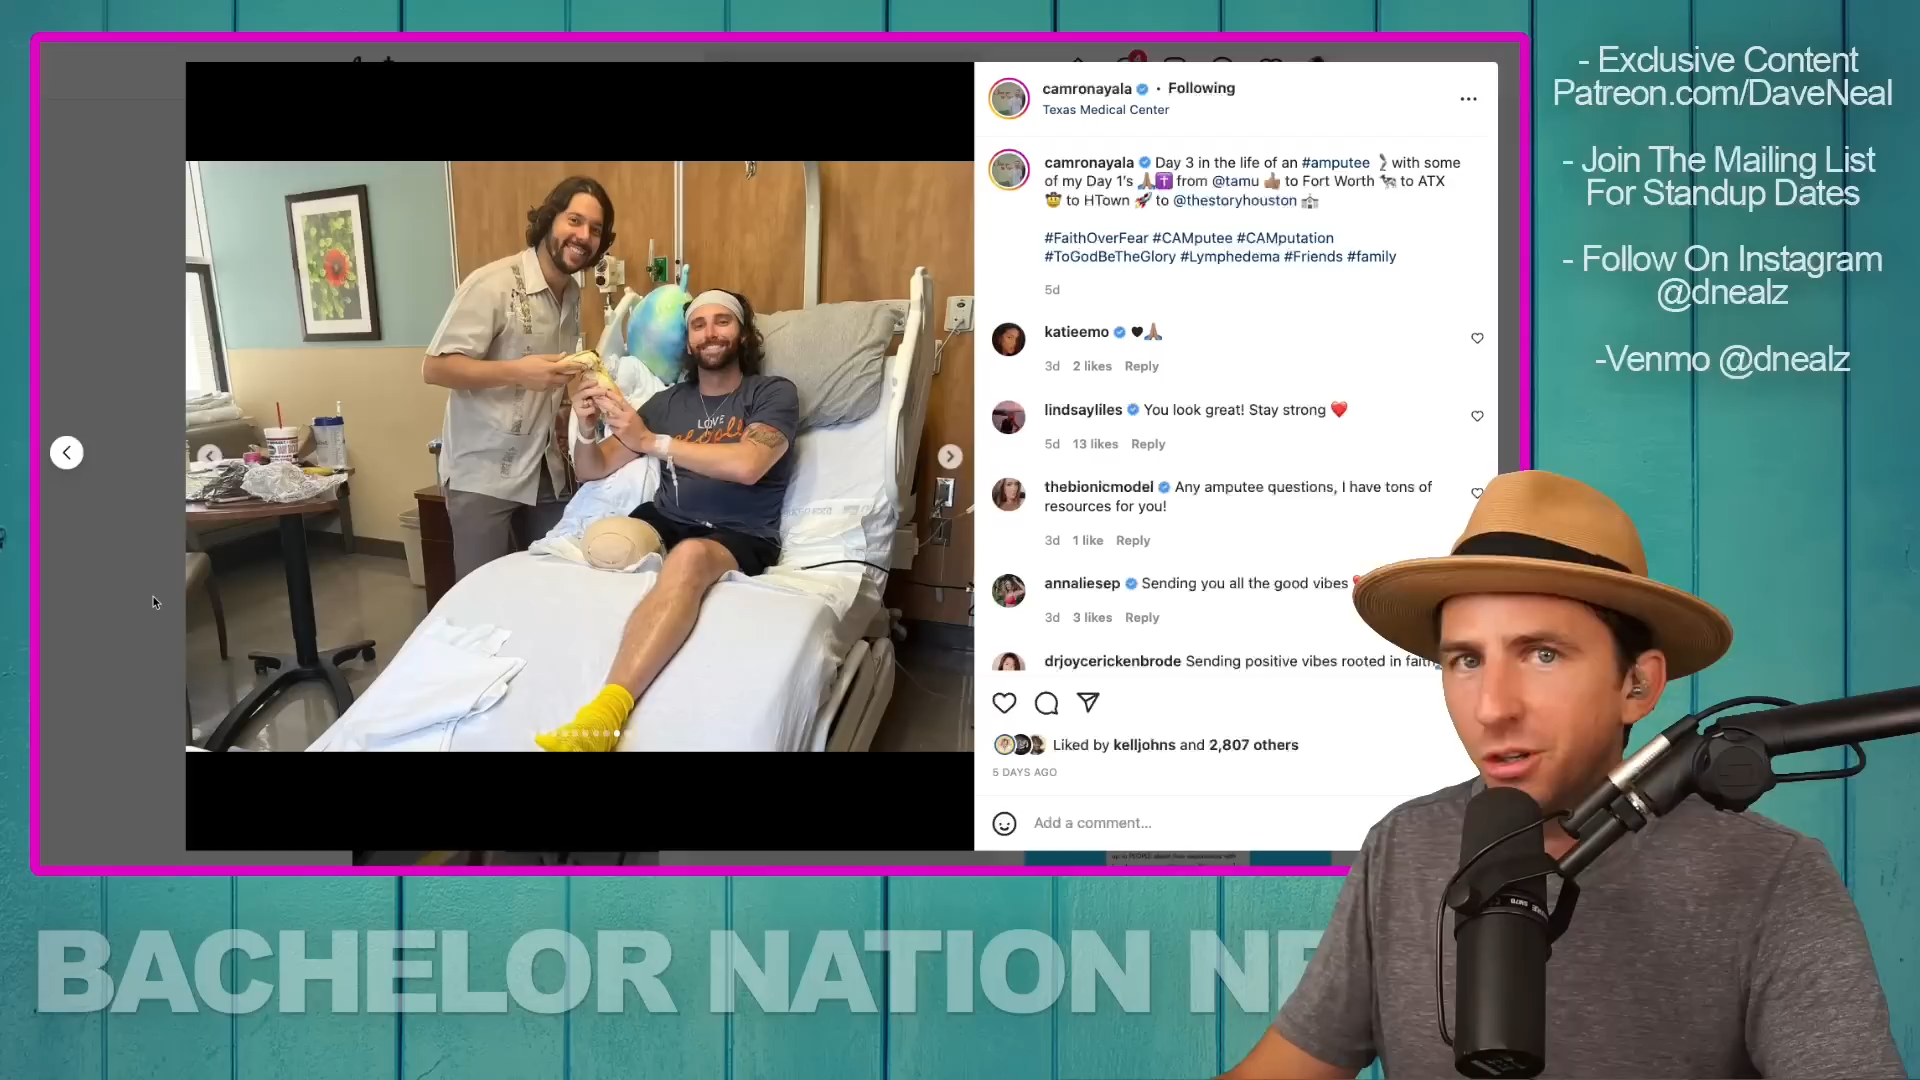 camronayala • Following
Texas Medical Center
camronayala Day 3 in the life of an #amputee 🦯 with some
of my Day 1's 🙏🏽✝️ from @tamu 👍🏽 to Fort Worth 🐄 to ATX
🤠 to HTown 🚀 to @thestoryhouston
#FaithOverFear #CAMputee #CAMputation
#ToGodBeTheGlory #Lymphedema #Friends #family
5d
katieemo 🖤🙏🏽
3d 2 likes Reply
lindsayliles You look great! Stay strong ❤️
5d 13 likes Reply
thebionicmodel Any amputee questions, I have tons of
resources for you!
3d 1 like Reply
annaliesep Sending you all the good vibes
3d 3 likes Reply
drjoycerickenbrode Sending positive vibes rooted in faith
Liked by kelljohns and 2,807 others
5 DAYS AGO
Add a comment...
LOVE
- Exclusive Content
Patreon.com/DaveNeal
- Join The Mailing List
For Standup Dates
- Follow On Instagram
@dnealz
-Venmo @dnealz
BACHELOR NATION NE